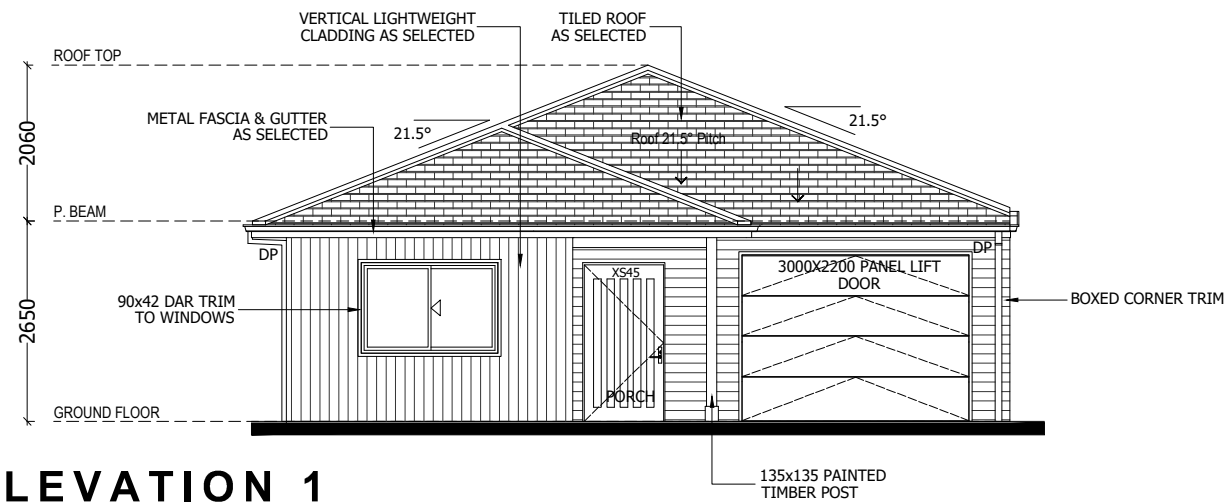 VERTICAL LIGHTWEIGHT
CLADDING AS SELECTED
TILED ROOF
AS SELECTED
ROOF TOP
METAL FASCIA & GUTTER
AS SELECTED
21.5°
21.5°
2060
Roof 21,5° Pitch
P. BEAM
DP
DP
XS45
3000X2200 PANEL LIFT
DOOR
90x42 DAR TRIM
TO WINDOWS
BOXED CORNER TRIM
2650
PORCH
GROUND FLOOR
135x135 PAINTED
TIMBER POST
LEVATION 1